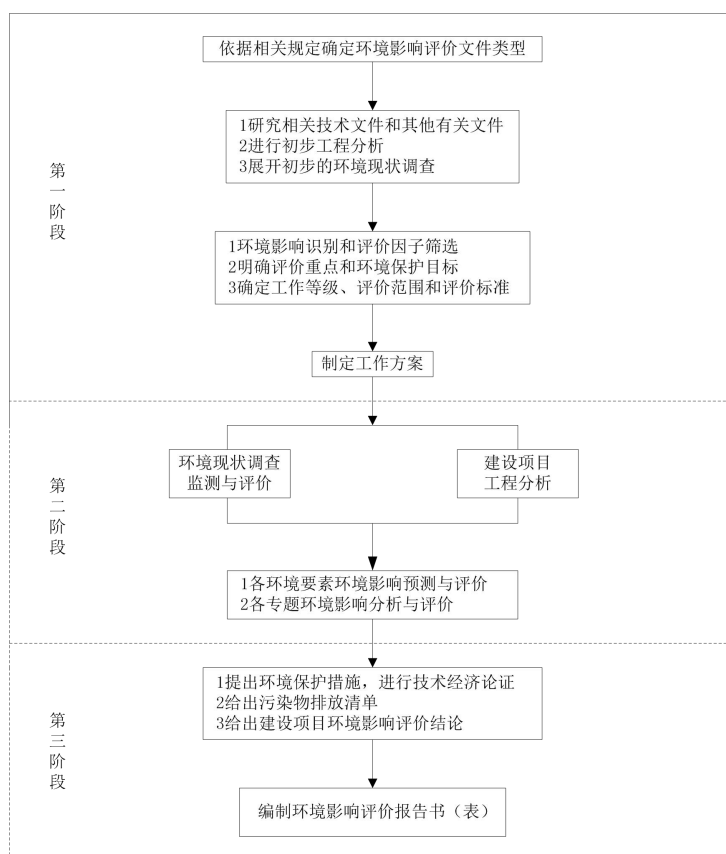 依据相关规定确定环境影响评价文件类型
1研究相关技术文件和其他有关文件
2进行初步工程分析
3展开初步的环境现状调查
第一阶段
1环境影响识别和评价因子筛选
2明确评价重点和环境保护目标
3确定工作等级、评价范围和评价标准
制定工作方案
第二阶段
环境现状调查
监测与评价
建设项目
工程分析
1各环境要素环境影响预测与评价
2各专题环境影响分析与评价
第三阶段
1提出环境保护措施，进行技术经济论证
2给出污染物排放清单
3给出建设项目环境影响评价结论
编制环境影响评价报告书（表）